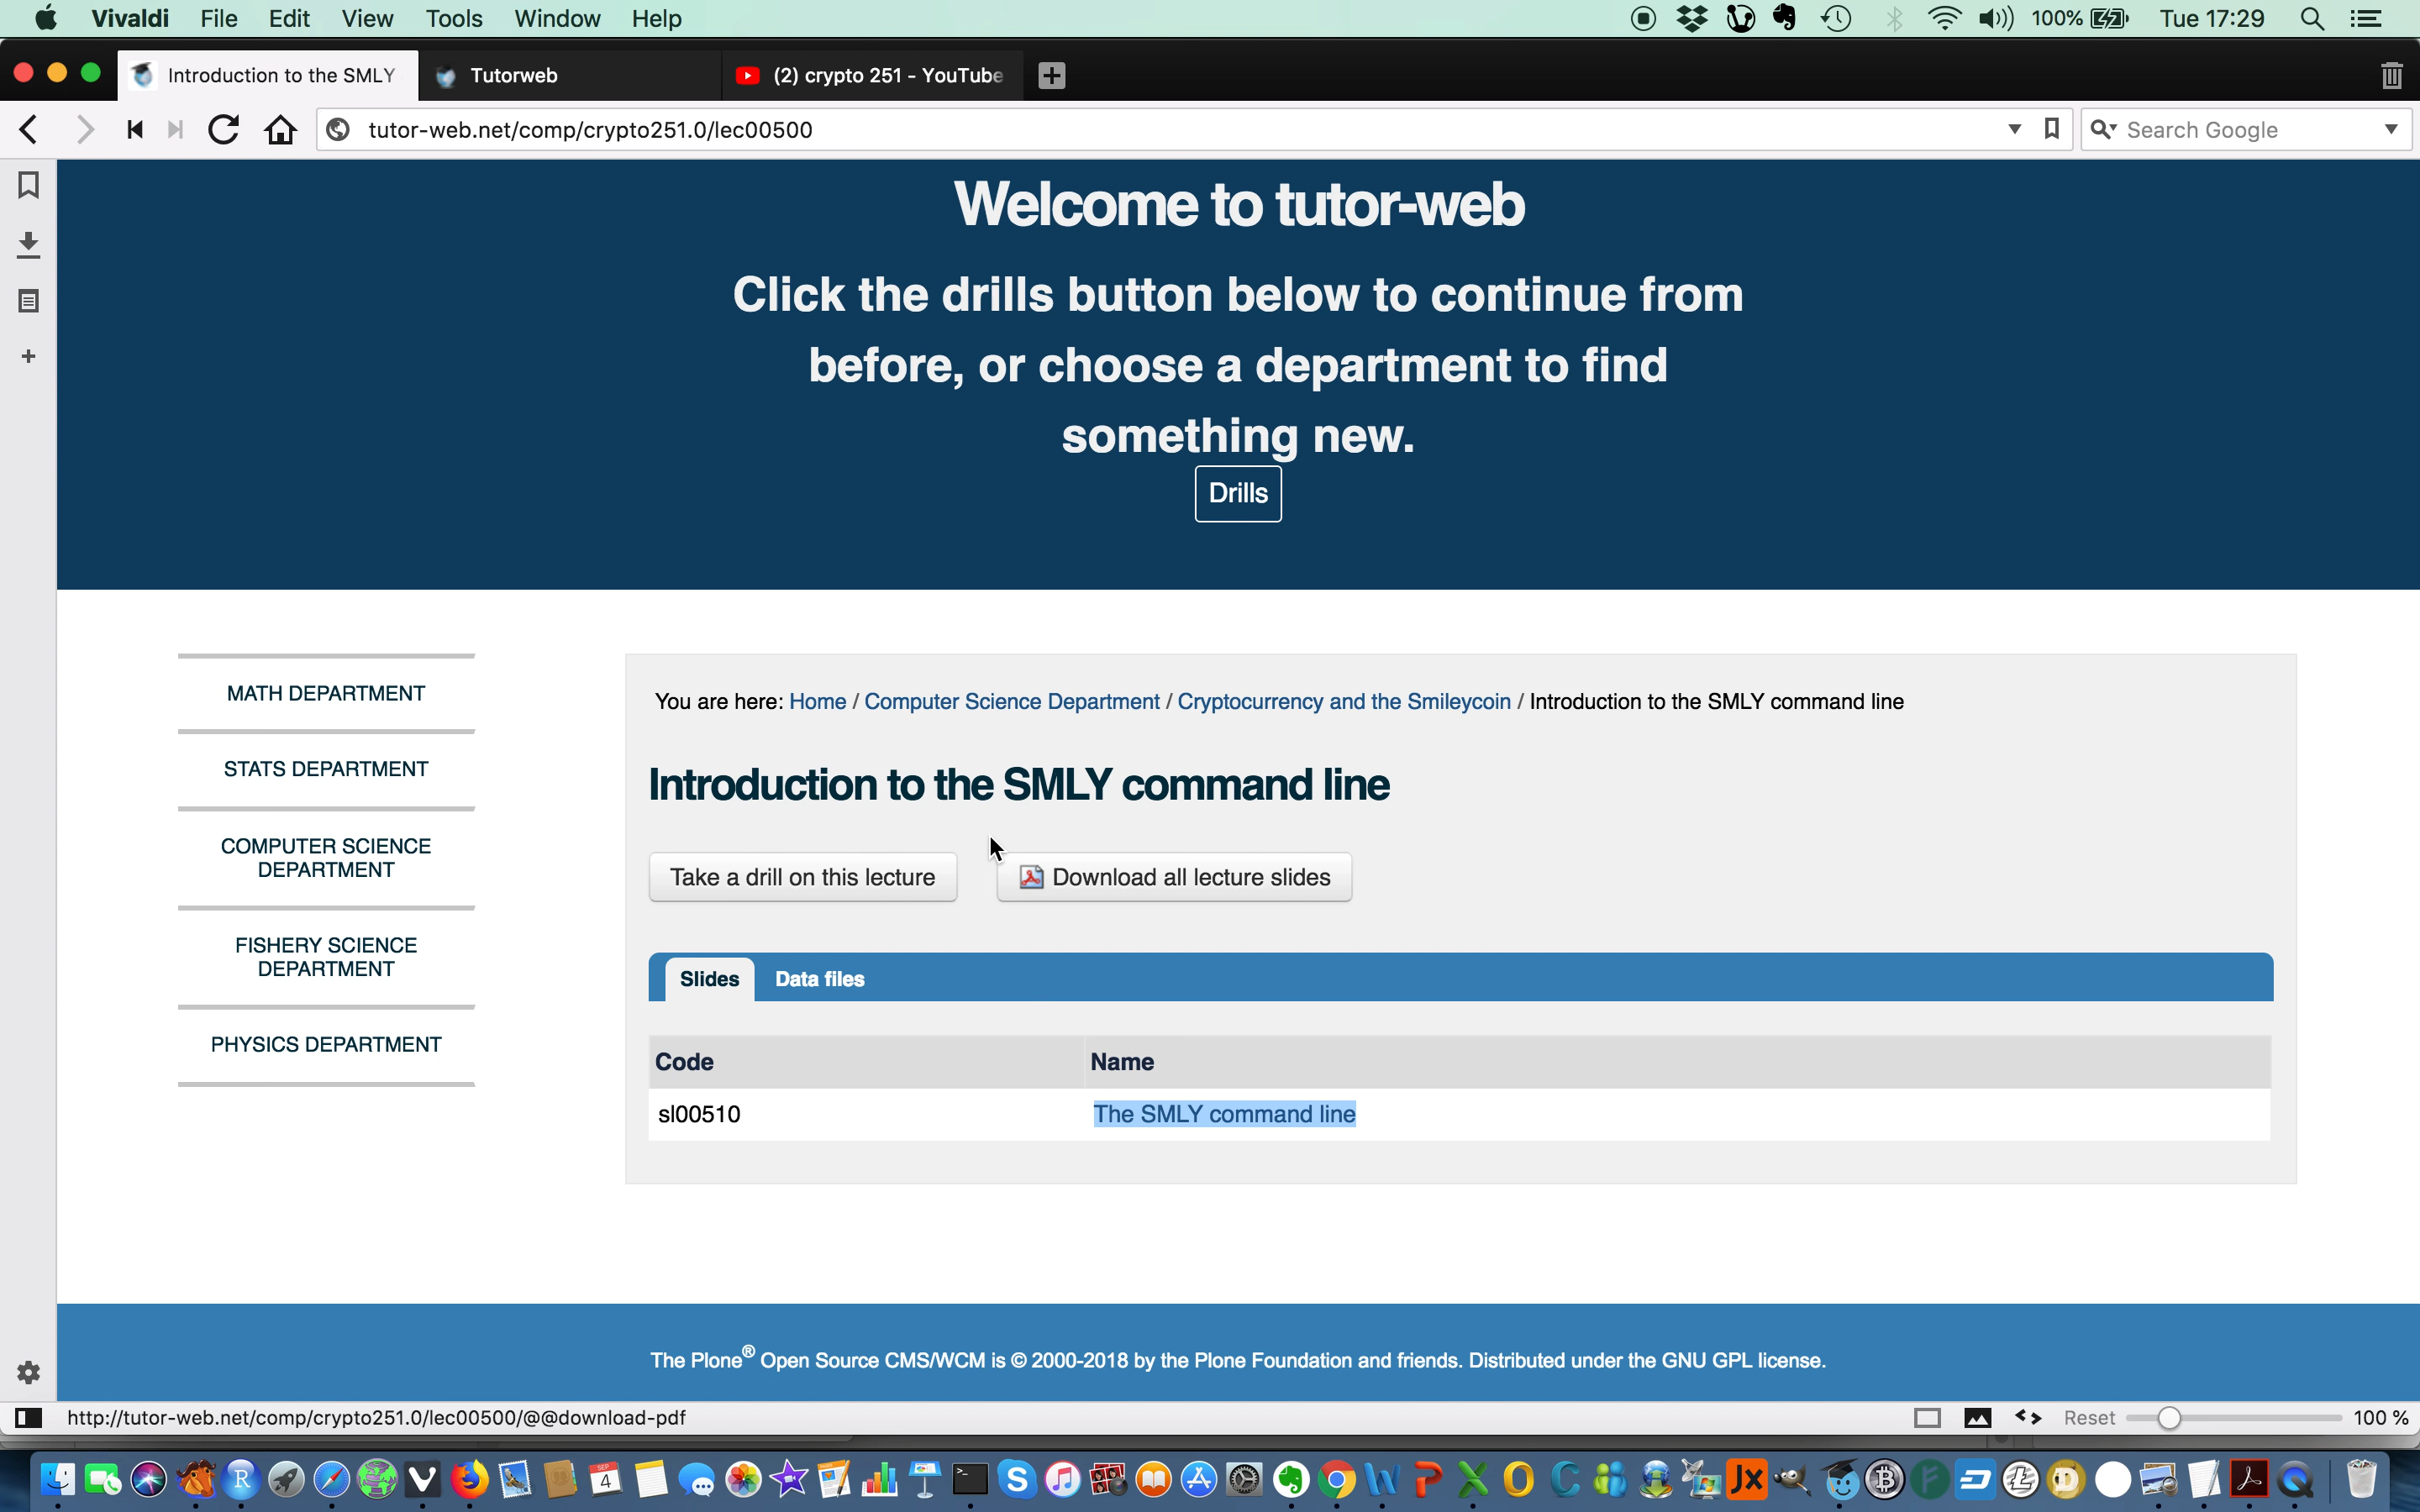 Vivaldi File Edit View Tools Window Help 100% Tue 17:29
Introduction to the SMLY Tutorweb (2) crypto 251 - YouTube
tutor-web.net/comp/crypto251.0/lec00500 Search Google
Welcome to tutor-web
Click the drills button below to continue from
before, or choose a department to find
something new.
Drills
MATH DEPARTMENT
STATS DEPARTMENT
COMPUTER SCIENCE
DEPARTMENT
FISHERY SCIENCE
DEPARTMENT
PHYSICS DEPARTMENT
You are here: Home / Computer Science Department / Cryptocurrency and the Smileycoin / Introduction to the SMLY command line
Introduction to the SMLY command line
Take a drill on this lecture Download all lecture slides
Slides Data files
Code Name
sl00510 The SMLY command line
The Plone® Open Source CMS/WCM is © 2000-2018 by the Plone Foundation and friends. Distributed under the GNU GPL license.
http://tutor-web.net/comp/crypto251.0/lec00500/@@download-pdf Reset 100 %
SEP
4